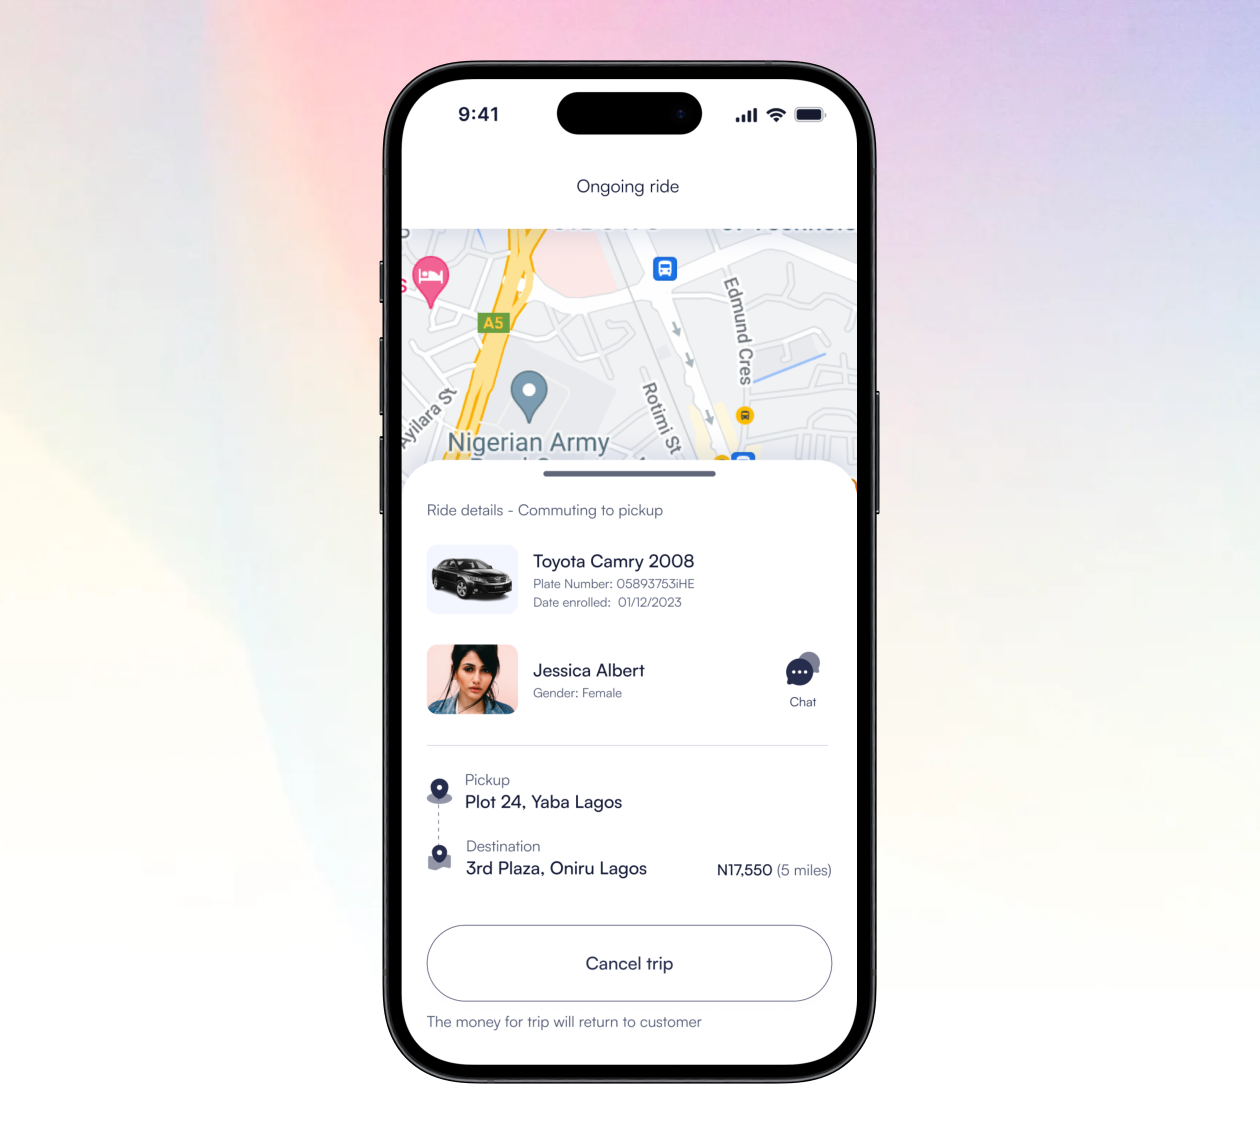 9:41
Ongoing ride
A5
Edmund Cres
Ayilara St
Rotimi St
Nigerian Army
Ride details - Commuting to pickup
Toyota Camry 2008
Plate Number: 05893753iHE
Date enrolled: 01/12/2023
Jessica Albert
Gender: Female
Chat
Pickup
Plot 24, Yaba Lagos
Destination
3rd Plaza, Oniru Lagos
N17,550 (5 miles)
Cancel trip
The money for trip will return to customer